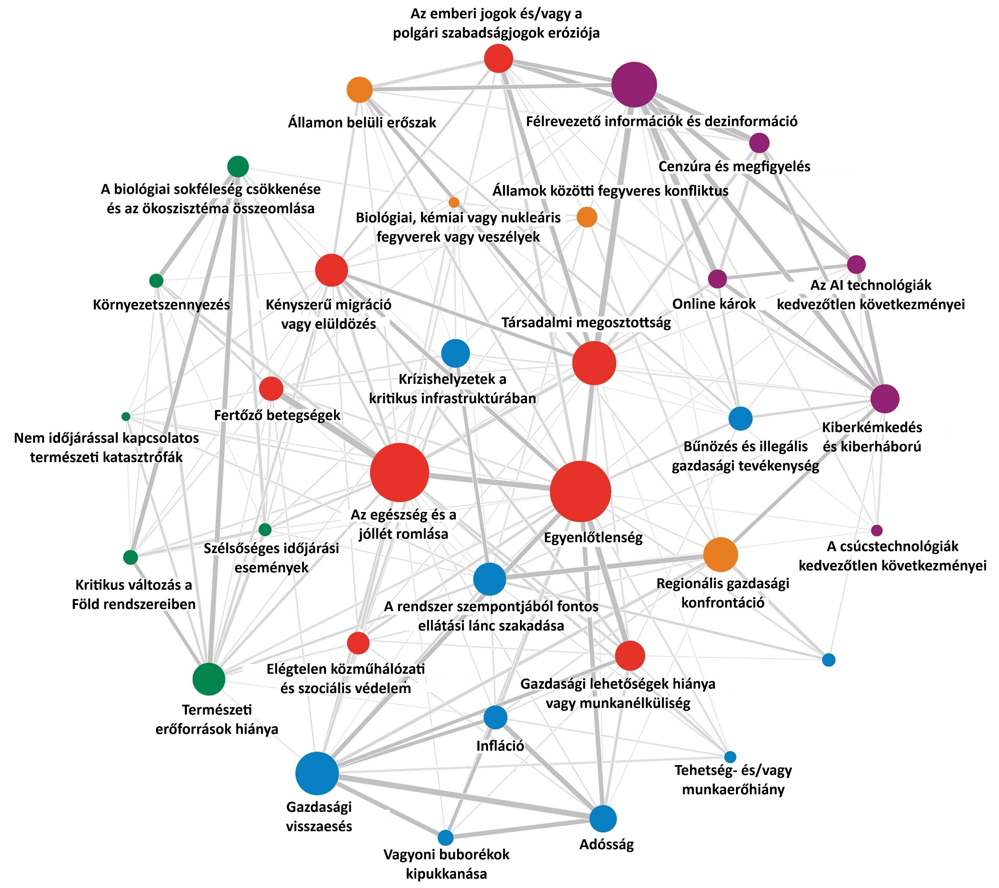 Az emberi jogok és/vagy a
polgári szabadságjogok eróziója
Államon belüli erőszak
Félrevezető információk és dezinformáció
Cenzúra és megfigyelés
A biológiai sokféleség csökkenése
és az ökoszisztéma összeomlása
Államok közötti fegyveres konfliktus
Biológiai, kémiai vagy nukleáris
fegyverek vagy veszélyek
Környezetszennyezés
Kényszerű migráció
vagy elüldözés
Online károk
Az AI technológiák
kedvezőtlen következményei
Társadalmi megosztottság
Krízishelyzetek a
kritikus infrastruktúrában
Fertőző betegségek
Nem időjárással kapcsolatos
természeti katasztrófák
Kiberkémkedés
és kiberháború
Bűnözés és illegális
gazdasági tevékenység
Az egészség és a
jóllét romlása
Egyenlőtlenség
Szélsőséges időjárási
események
A csúcstechnológiák
kedvezőtlen következményei
Kritikus változás a
Föld rendszereiben
Regionális gazdasági
konfrontáció
A rendszer szempontjából fontos
ellátási lánc szakadása
Elégtelen közműhálózati
és szociális védelem
Gazdasági lehetőségek hiánya
vagy munkanélküliség
Természeti
erőforrások hiánya
Infláció
Tehetség- és/vagy
munkaerőhiány
Gazdasági
visszaesés
Adósság
Vagyoni buborékok
kipukkanása